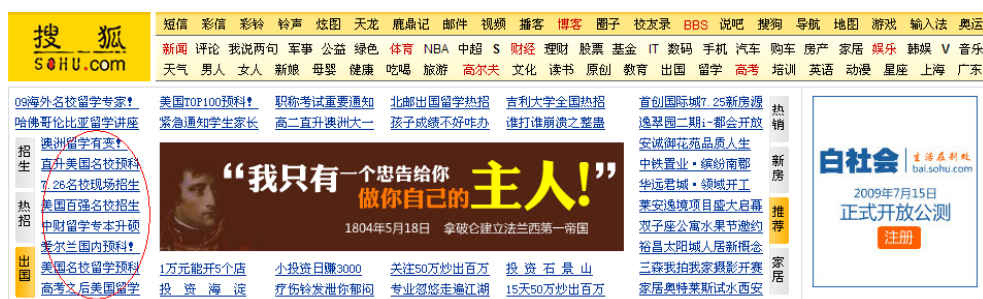 搜狐
SOHU.com
短信 彩信 彩铃 铃声 炫图 天龙 鹿鼎记 邮件 视频 播客 博客 圈子 校友录 BBS 说吧 搜狗 导航 地图 游戏 输入法 奥运
新闻 评论 我说两句 军事 公益 绿色 体育 NBA 中超 S 财经 理财 股票 基金 IT 数码 手机 汽车 购车 房产 家居 娱乐 韩娱 V 音乐
天气 男人 女人 新娘 母婴 健康 吃喝 旅游 高尔夫 文化 读书 原创 教育 出国 留学 高考 培训 英语 动漫 星座 上海 广东
09海外名校留学专家! 美国TOP100预科! 职称考试重要通知 北邮出国留学热招 吉利大学全国热招 首创国际城7.25新房源
哈佛哥伦比亚留学讲座 紧急通知学生家长 高二直升澳洲大一 孩子成绩不好咋办 谁打谁崩溃之整蛊 逸翠园二期i-都会开放
招生
澳洲留学有变!
直升美国名校预科
7.26名校现场招生
热招
美国百强名校招生
中财留学专本升硕
爱尔兰国内预科!
出国
美国名校留学预科
高考之后美国留学
“我只有一个忠告给你
做你自己的主人!”
1804年5月18日 拿破仑建立法兰西第一帝国
1万元能开5个店 小投资日赚3000 关注50万炒出百万 投资石景山
投资海淀 疗伤铃发泄你郁闷 专业忽悠走遍江湖 15天50万炒出百万
安诚御花苑品质人生
中铁置业·缤纷南郡
华远君城·领域开工
莱安逸境项目盛大启幕
双子座公寓水果节邀约
裕昌太阳城人居新概念
三森我拍我家摄影开赛
家居奥特莱斯试水西安
热销
新房
推荐
家居
白社会 生活在别处
bai.sohu.com
2009年7月15日
正式开放公测
注册